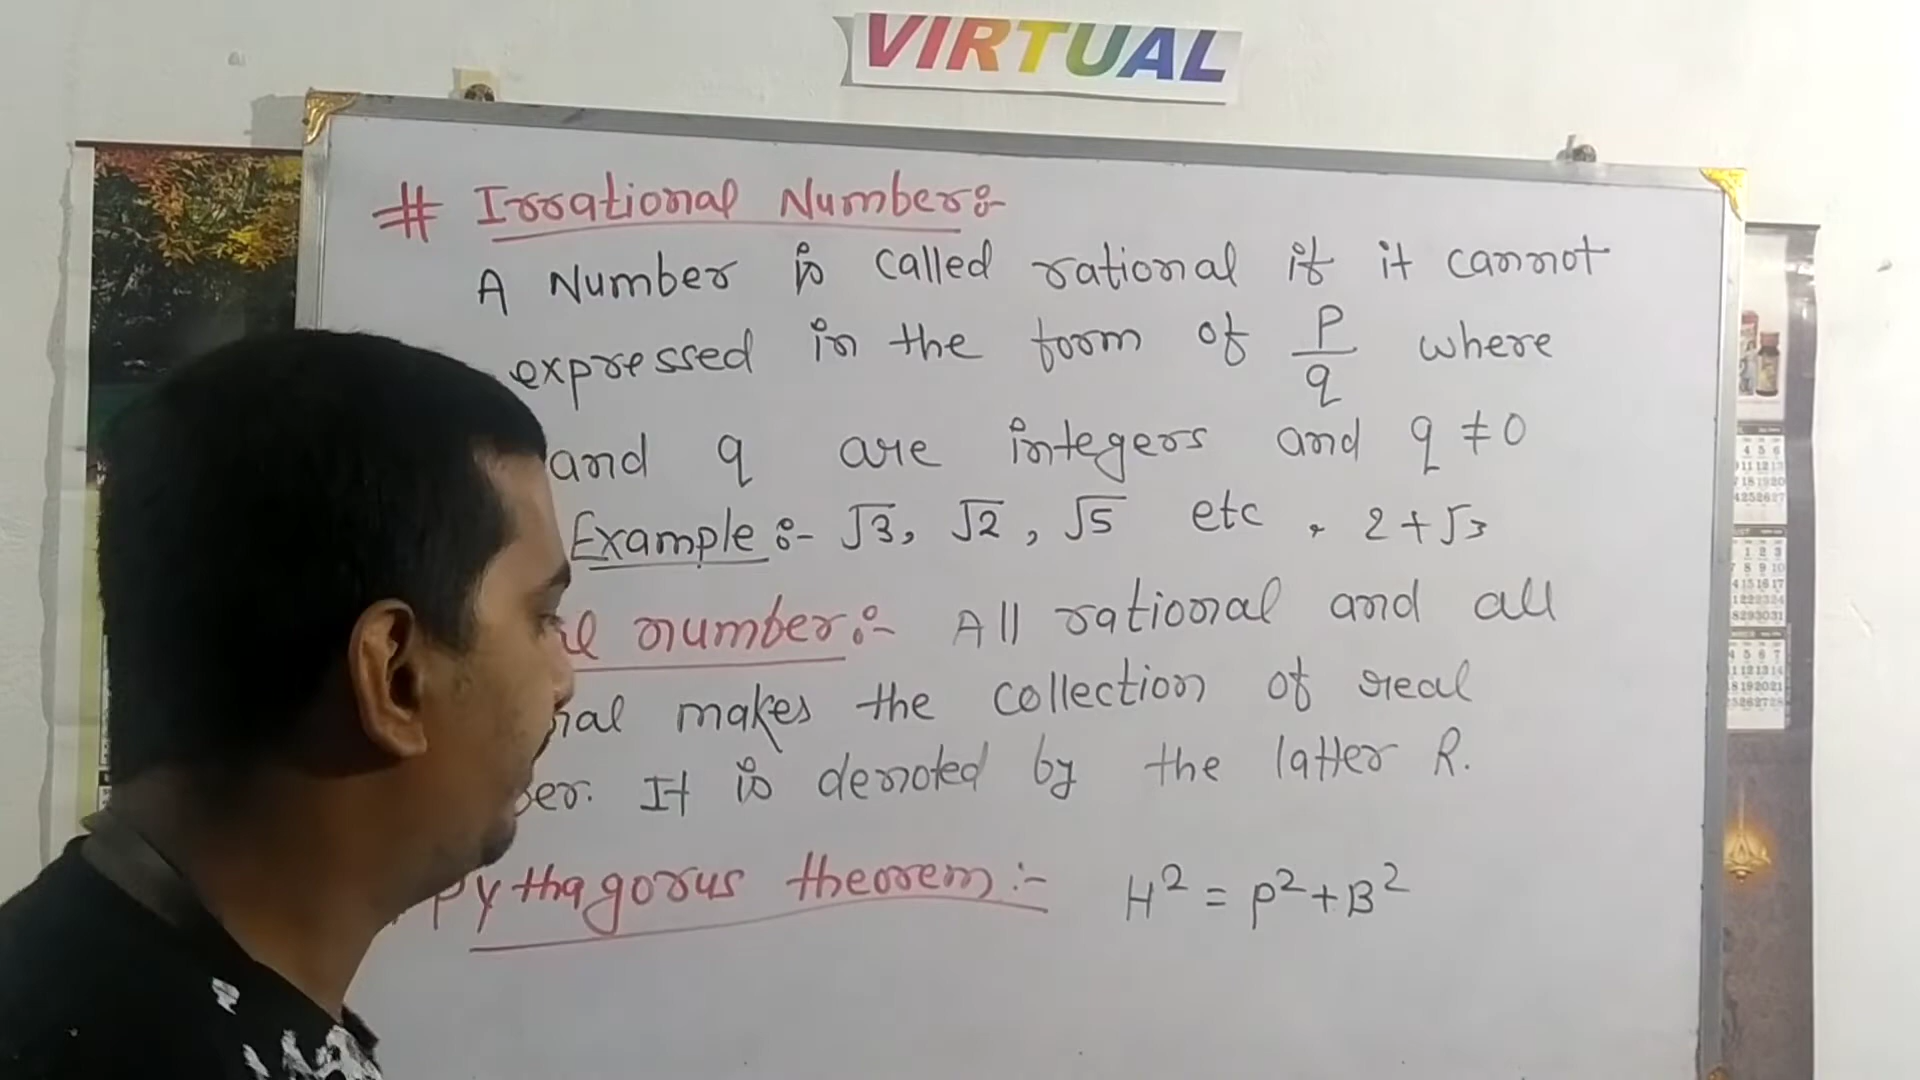 VIRTUAL
# Irrational Number:-
A Number is called rational if it cannot
expressed in the form of P/q where
and q are integers and q ≠ 0
Example :- √3, √2, √5 etc , 2+√3
number:- All rational and all
makes the collection of real
It is denoted by the latter R.
Pythagorus theorem:- H² = P² + B²